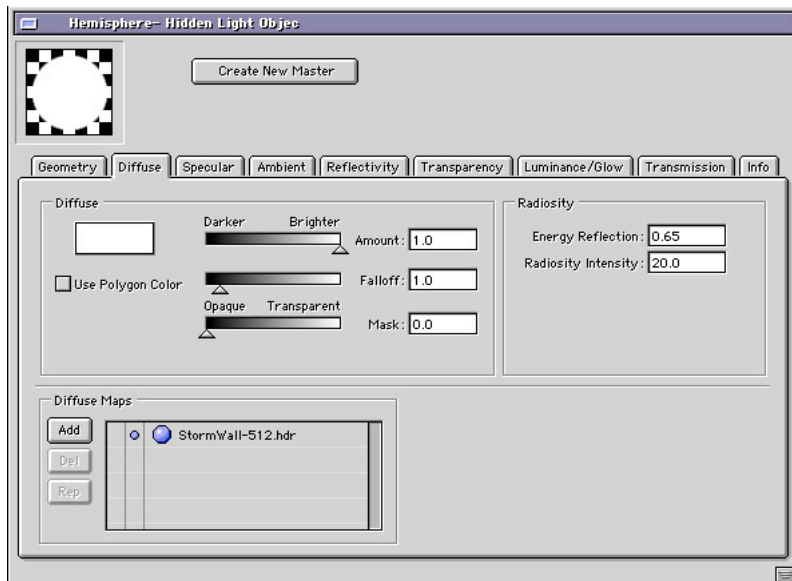 Hemisphere- Hidden Light Objec
Create New Master
Geometry Diffuse Specular Ambient Reflectivity Transparency Luminance/Glow Transmission Info
Diffuse
Darker Brighter
Amount: 1.0
Use Polygon Color
Falloff: 1.0
Opaque Transparent
Mask: 0.0
Radiosity
Energy Reflection: 0.65
Radiosity Intensity: 20.0
Diffuse Maps
Add
StormWall-512.hdr
Del
Rep